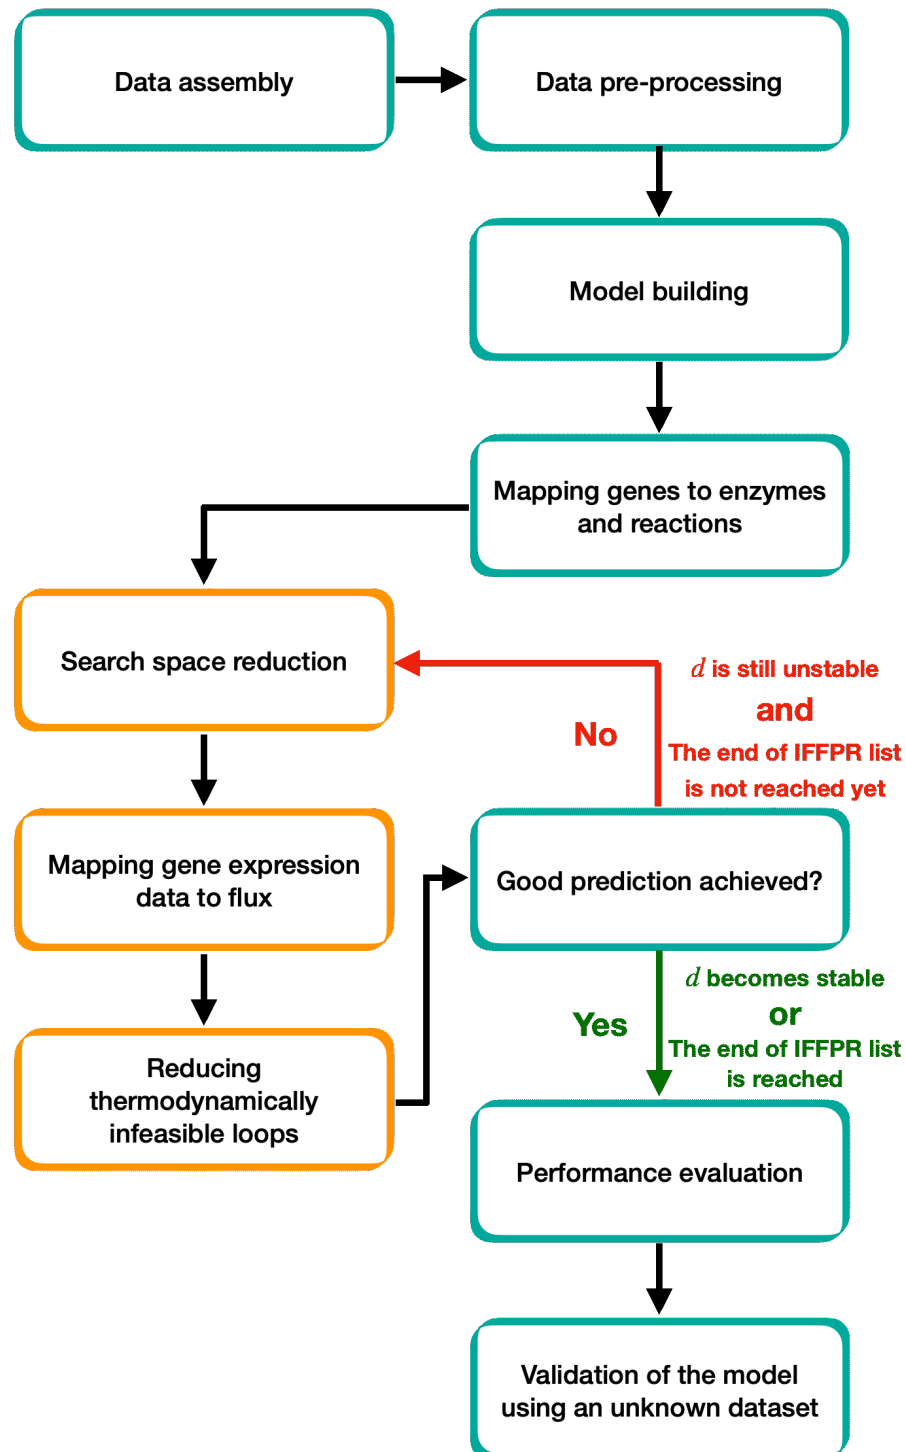 Data assembly
Data pre-processing
Model building
Mapping genes to enzymes
and reactions
Search space reduction
d is still unstable
and
No
The end of IFFPR list
is not reached yet
Mapping gene expression
data to flux
Good prediction achieved?
d becomes stable
or
Yes
The end of IFFPR list
is reached
Reducing
thermodynamically
infeasible loops
Performance evaluation
Validation of the model
using an unknown dataset